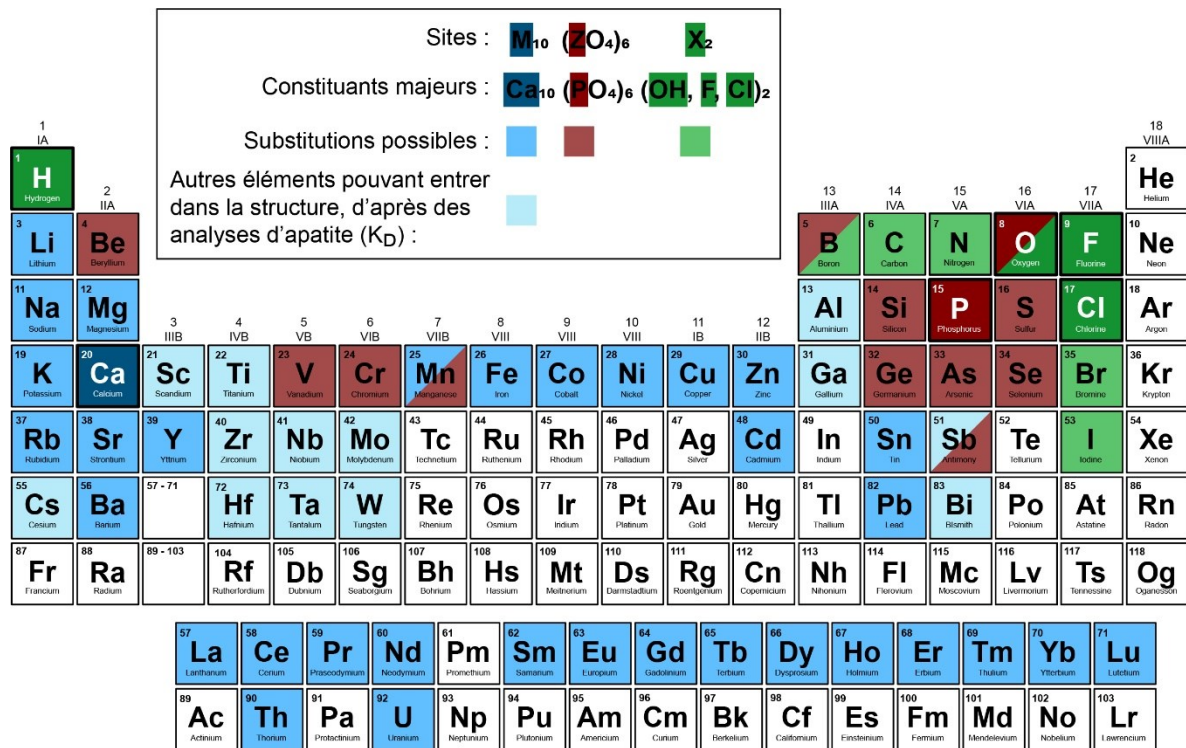 Sites : M10 (ZO4)6 X2
Constituants majeurs : Ca10 (PO4)6 (OH, F, Cl)2
Substitutions possibles :
Autres éléments pouvant entrer
dans la structure, d'après des
analyses d'apatite (KD) :
1 18
IA VIIIA
1 2
H He
Hydrogen Helium
2 13 14 15 16 17
IIA IIIA IVA VA VIA VIIA
3 4 5 6 7 8 9 10
Li Be B C N O F Ne
Lithium Beryllium Boron Carbon Nitrogen Oxygen Fluorine Neon
11 12 13 14 15 16 17 18
Na Mg Al Si P S Cl Ar
Sodium Magnesium Aluminium Silicon Phosphorus Sulfur Chlorine Argon
3 4 5 6 7 8 9 10 11 12
IIIB IVB VB VIB VIIB VIII VIII VIII IB IIB
19 20 21 22 23 24 25 26 27 28 29 30 31 32 33 34 35 36
K Ca Sc Ti V Cr Mn Fe Co Ni Cu Zn Ga Ge As Se Br Kr
Potassium Calcium Scandium Titanium Vanadium Chromium Manganese Iron Cobalt Nickel Copper Zinc Gallium Germanium Arsenic Selenium Bromine Krypton
37 38 39 40 41 42 43 44 45 46 47 48 49 50 51 52 53 54
Rb Sr Y Zr Nb Mo Tc Ru Rh Pd Ag Cd In Sn Sb Te I Xe
Rubidium Strontium Yttrium Zirconium Niobium Molybdenum Technetium Ruthenium Rhodium Palladium Silver Cadmium Indium Tin Antimony Tellurium Iodine Xenon
55 56 57 - 71 72 73 74 75 76 77 78 79 80 81 82 83 84 85 86
Cs Ba Hf Ta W Re Os Ir Pt Au Hg Tl Pb Bi Po At Rn
Cesium Barium Hafnium Tantalum Tungsten Rhenium Osmium Platinum Gold Mercury Thallium Lead Bismuth Polonium Astatine Radon
87 88 89 - 103 104 105 106 107 108 109 110 111 112 113 114 115 116 117 118
Fr Ra Rf Db Sg Bh Hs Mt Ds Rg Cn Nh Fl Mc Lv Ts Og
Francium Radium Rutherfordium Dubnium Seaborgium Bohrium Hassium Meitnerium Darmstadtium Roentgenium Copernicium Nihonium Flerovium Moscovium Livermorium Tennessine Oganesson
57 58 59 60 61 62 63 64 65 66 67 68 69 70 71
La Ce Pr Nd Pm Sm Eu Gd Tb Dy Ho Er Tm Yb Lu
Lanthanum Cerium Praseodymium Neodymium Promethium Samarium Europium Gadolinium Terbium Dysprosium Holmium Erbium Thulium Ytterbium Lutetium
89 90 91 92 93 94 95 96 97 98 99 100 101 102 103
Ac Th Pa U Np Pu Am Cm Bk Cf Es Fm Md No Lr
Actinium Thorium Protactinium Uranium Neptunium Plutonium Americium Curium Berkelium Californium Einsteinium Fermium Mendelevium Nobelium Lawrencium